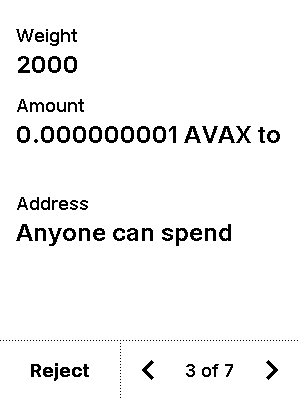 Weight
2000
Amount
0.000000001 AVAX to
Address
Anyone can spend
Reject
3 of 7